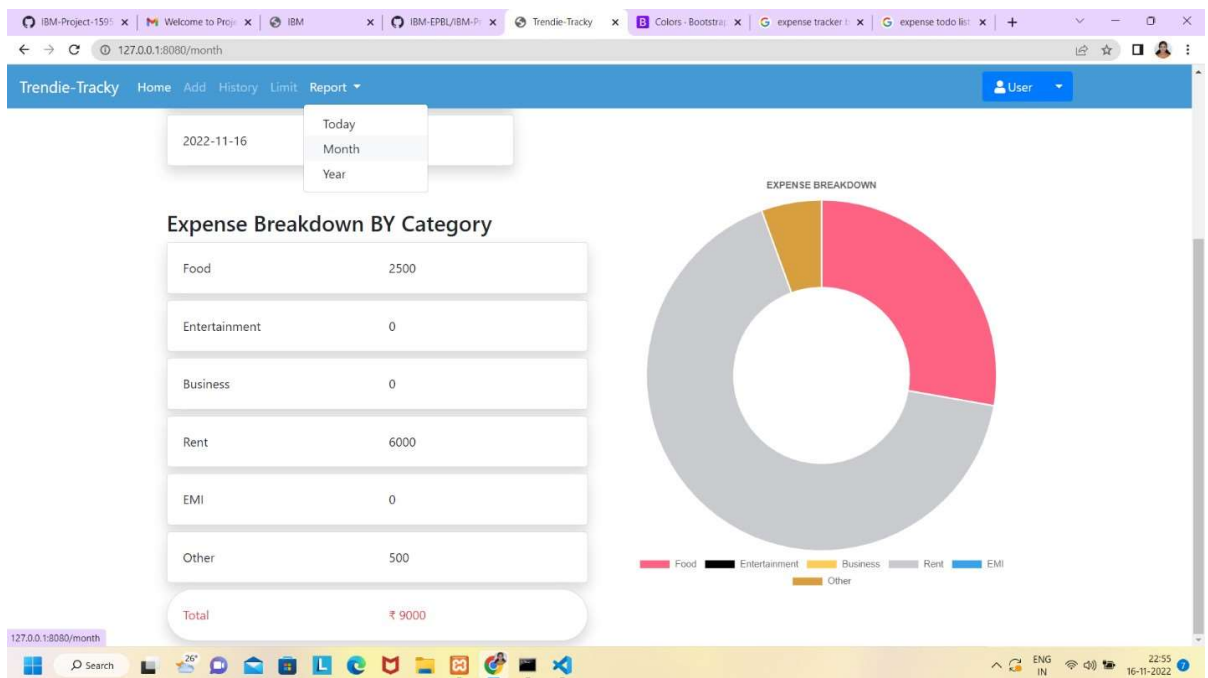 IBM-Project-1595
Welcome to Proje
IBM
IBM-EPBL/IBM-Pr
Trendie-Tracky
Colors · Bootstrap
expense tracker b
expense todo list
127.0.0.1:8080/month
Trendie-Tracky Home Add History Limit Report User
Today
2022-11-16
Month
Year
EXPENSE BREAKDOWN
Expense Breakdown BY Category
Food 2500
Entertainment 0
Business 0
Rent 6000
EMI 0
Other 500
Food Entertainment Business Rent EMI
Other
Total ₹ 9000
127.0.0.1:8080/month
Search
26°
ENG
IN
22:55
16-11-2022
7